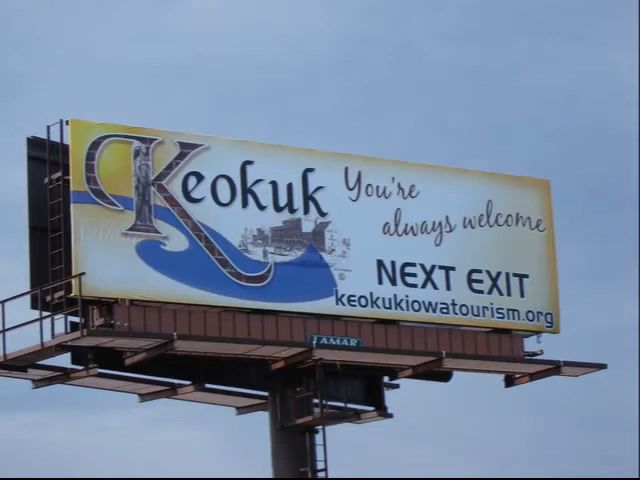 Keokuk
You're
always welcome
NEXT EXIT
keokukiowatourism.org
LAMAR